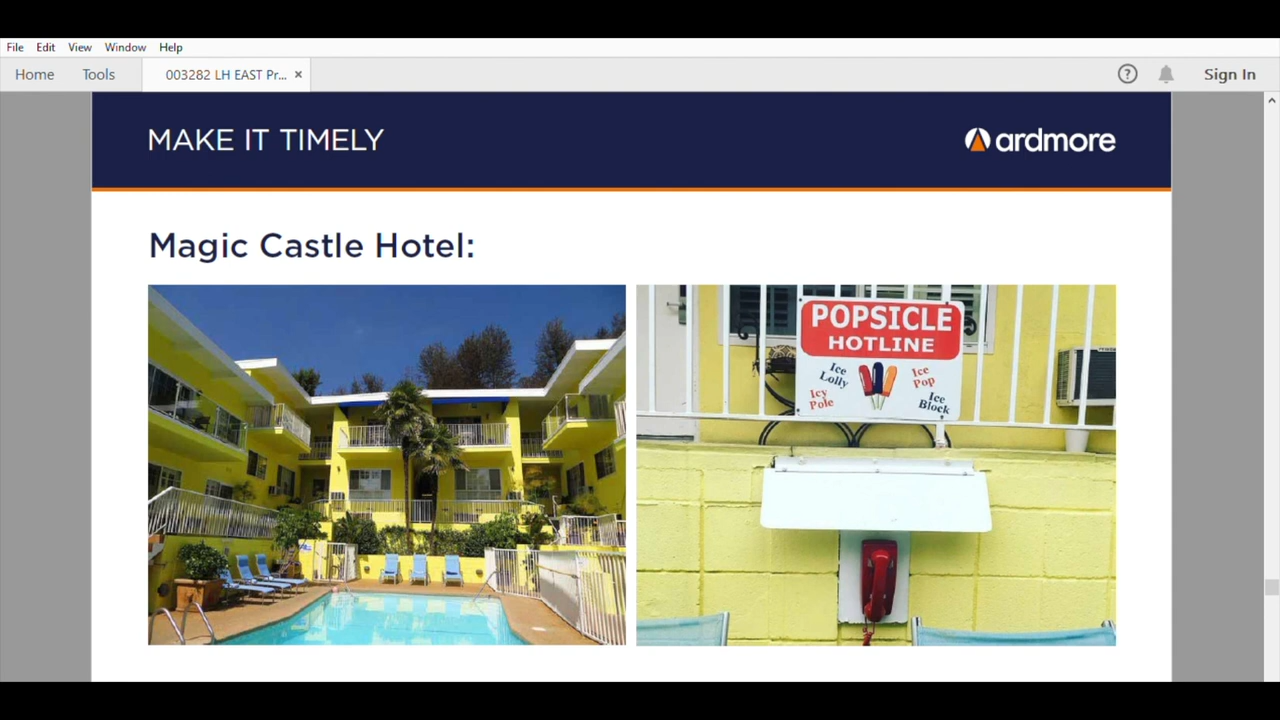 File Edit View Window Help
Home Tools 003282 LH EAST Pr... × ? Sign In
MAKE IT TIMELY ardmore
Magic Castle Hotel:
POPSICLE
HOTLINE
Ice
Lolly
Ice
Pop
Icy
Pole
Ice
Block